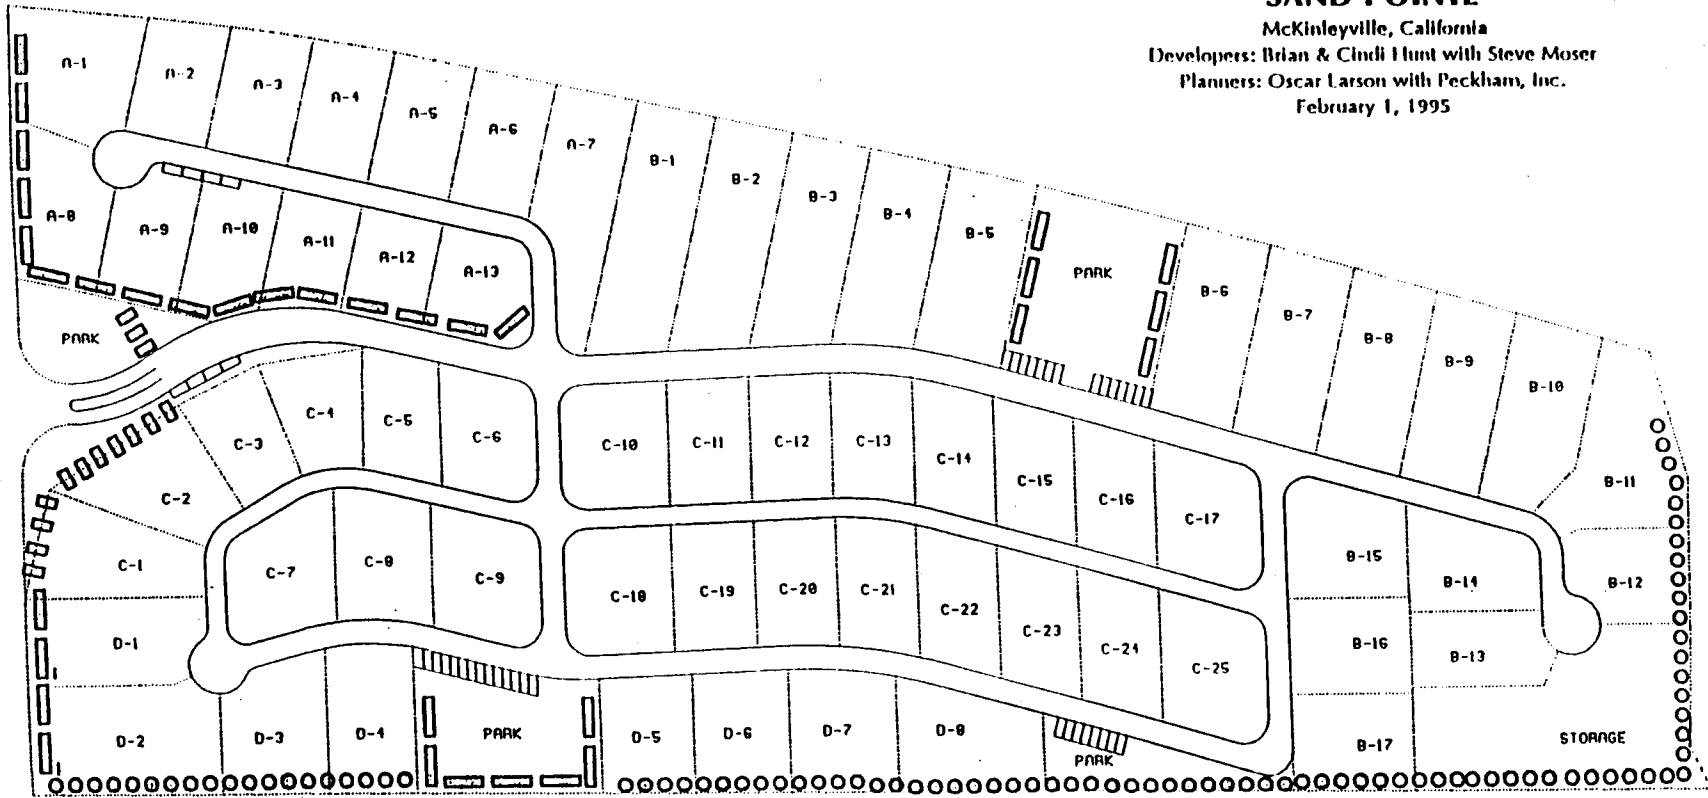 SAND POINTE
McKinleyville, California
Developers: Brian & Cindi Hunt with Steve Moser
Planners: Oscar Larson with Peckham, Inc.
February 1, 1995
A-1
A-2
A-3
A-4
A-5
A-6
A-7
B-1
B-2
B-3
B-4
B-5
PARK
B-6
B-7
B-8
B-9
B-10
B-11
B-12
A-8
A-9
A-10
A-11
A-12
A-13
PARK
C-1
C-2
C-3
C-4
C-5
C-6
C-10
C-11
C-12
C-13
C-14
C-15
C-16
C-17
C-7
C-8
C-9
C-18
C-19
C-20
C-21
C-22
C-23
C-24
C-25
B-15
B-14
B-16
B-13
B-17
STORAGE
D-1
D-2
D-3
D-4
PARK
D-5
D-6
D-7
D-8
PARK